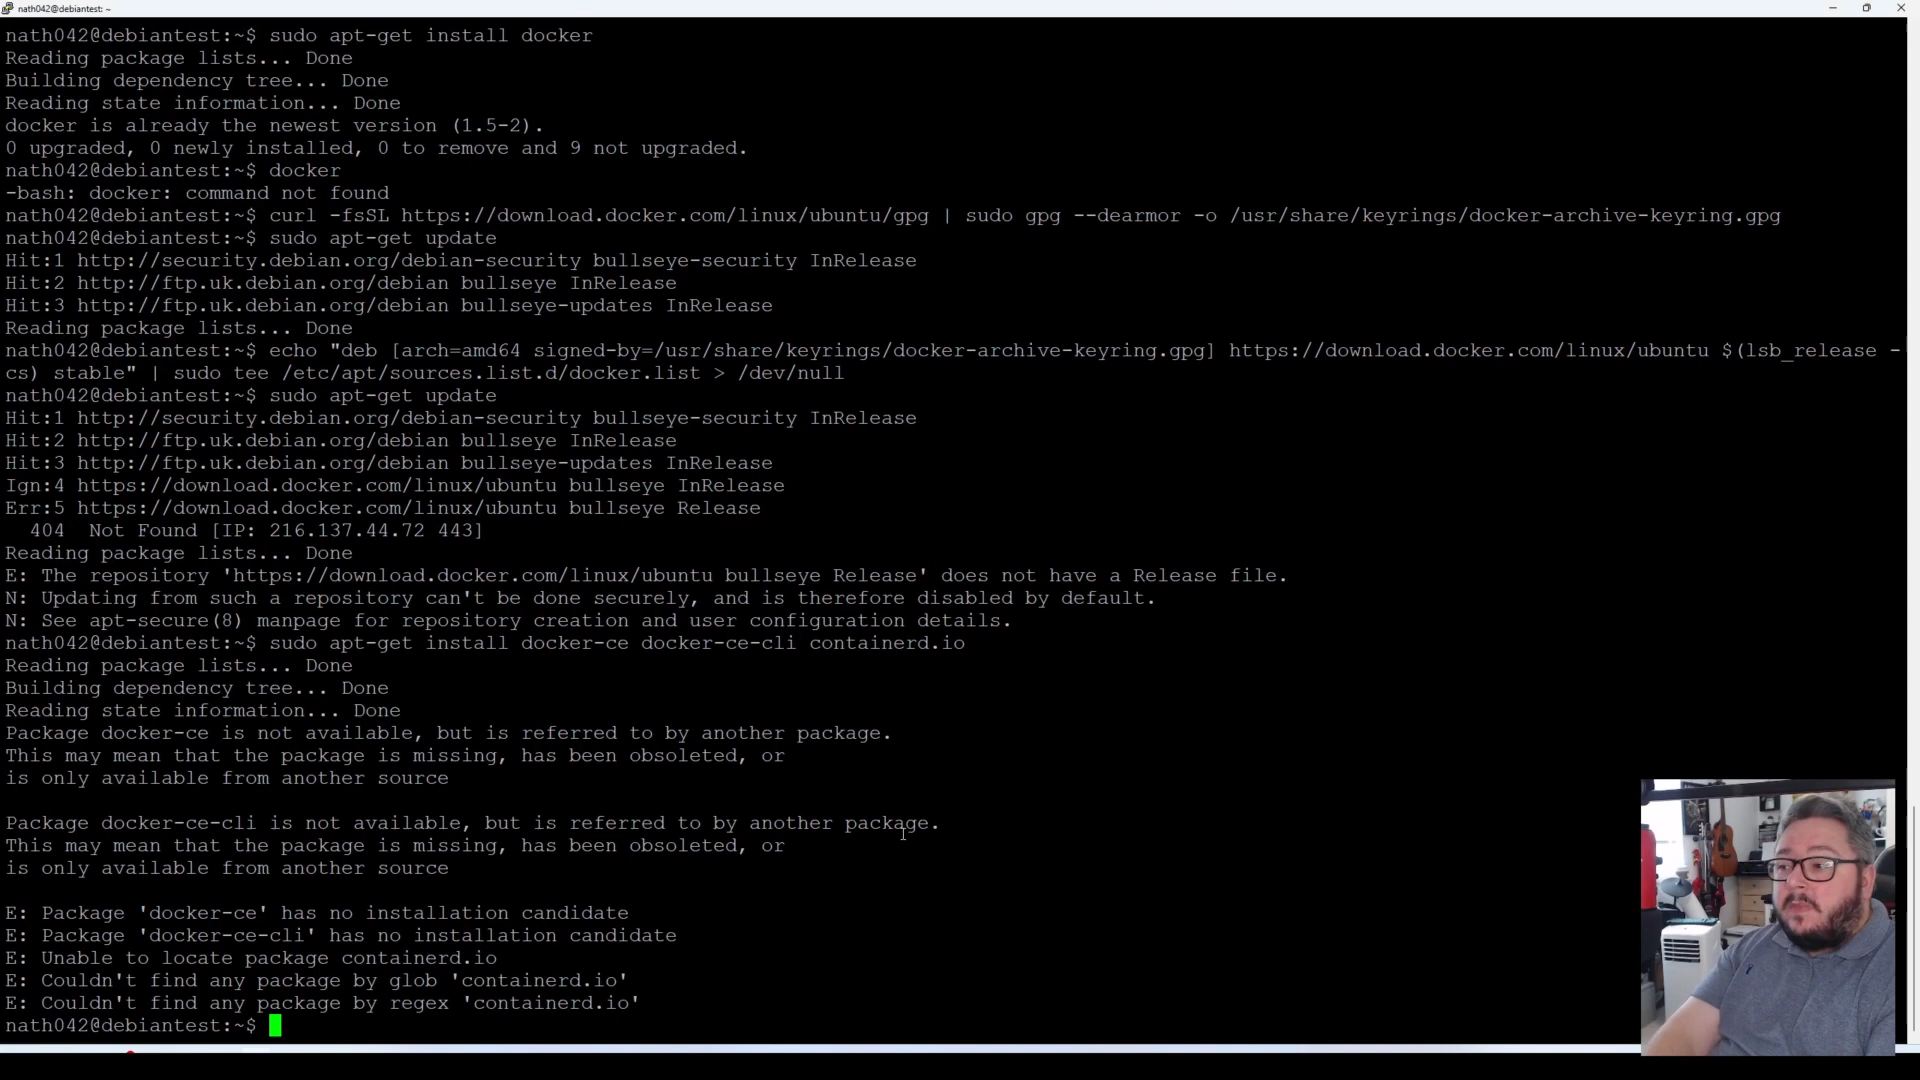 nath042@debiantest: ~
nath042@debiantest:~$ sudo apt-get install docker
Reading package lists... Done
Building dependency tree... Done
Reading state information... Done
docker is already the newest version (1.5-2).
0 upgraded, 0 newly installed, 0 to remove and 9 not upgraded.
nath042@debiantest:~$ docker
-bash: docker: command not found
nath042@debiantest:~$ curl -fsSL https://download.docker.com/linux/ubuntu/gpg | sudo gpg --dearmor -o /usr/share/keyrings/docker-archive-keyring.gpg
nath042@debiantest:~$ sudo apt-get update
Hit:1 http://security.debian.org/debian-security bullseye-security InRelease
Hit:2 http://ftp.uk.debian.org/debian bullseye InRelease
Hit:3 http://ftp.uk.debian.org/debian bullseye-updates InRelease
Reading package lists... Done
nath042@debiantest:~$ echo "deb [arch=amd64 signed-by=/usr/share/keyrings/docker-archive-keyring.gpg] https://download.docker.com/linux/ubuntu $(lsb_release -
cs) stable" | sudo tee /etc/apt/sources.list.d/docker.list > /dev/null
nath042@debiantest:~$ sudo apt-get update
Hit:1 http://security.debian.org/debian-security bullseye-security InRelease
Hit:2 http://ftp.uk.debian.org/debian bullseye InRelease
Hit:3 http://ftp.uk.debian.org/debian bullseye-updates InRelease
Ign:4 https://download.docker.com/linux/ubuntu bullseye InRelease
Err:5 https://download.docker.com/linux/ubuntu bullseye Release
  404  Not Found [IP: 216.137.44.72 443]
Reading package lists... Done
E: The repository 'https://download.docker.com/linux/ubuntu bullseye Release' does not have a Release file.
N: Updating from such a repository can't be done securely, and is therefore disabled by default.
N: See apt-secure(8) manpage for repository creation and user configuration details.
nath042@debiantest:~$ sudo apt-get install docker-ce docker-ce-cli containerd.io
Reading package lists... Done
Building dependency tree... Done
Reading state information... Done
Package docker-ce is not available, but is referred to by another package.
This may mean that the package is missing, has been obsoleted, or
is only available from another source
Package docker-ce-cli is not available, but is referred to by another package.
This may mean that the package is missing, has been obsoleted, or
is only available from another source
E: Package 'docker-ce' has no installation candidate
E: Package 'docker-ce-cli' has no installation candidate
E: Unable to locate package containerd.io
E: Couldn't find any package by glob 'containerd.io'
E: Couldn't find any package by regex 'containerd.io'
nath042@debiantest:~$